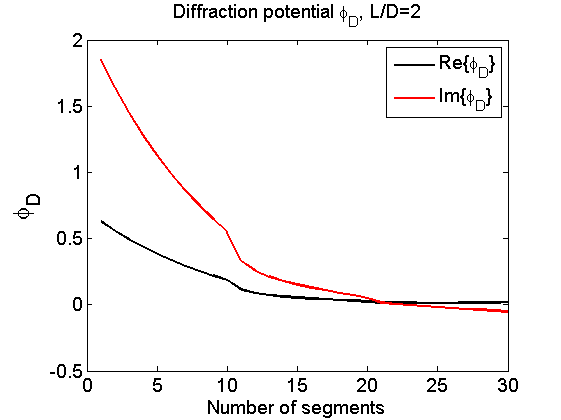 Diffraction potential ϕD, L/D=2
Re{ϕD}
Im{ϕD}
2
1.5
1
0.5
0
-0.5
ϕD
0 5 10 15 20 25 30
Number of segments